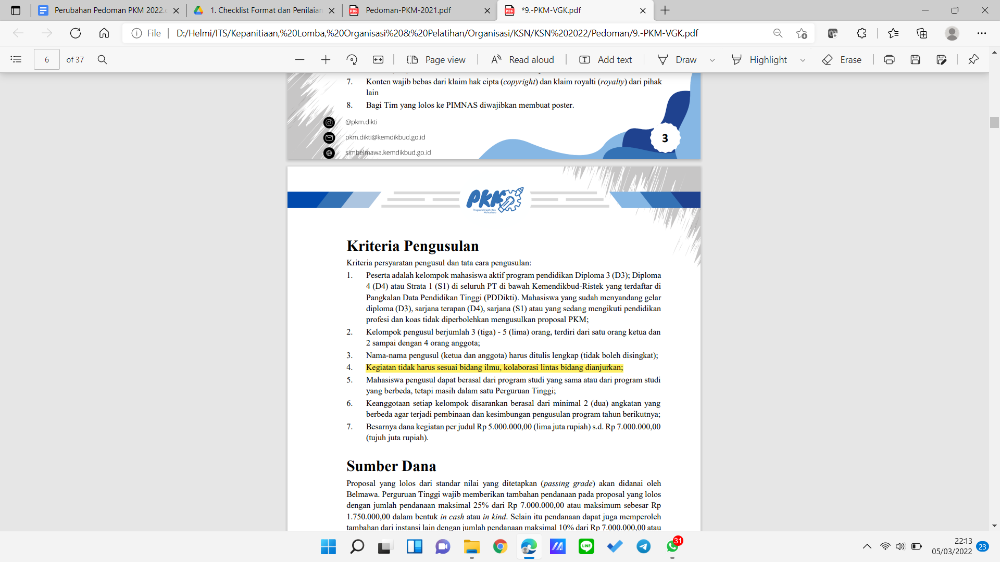 Perubahan Pedoman PKM 2022.
1. Checklist Format dan Penilaian
Pedoman-PKM-2021.pdf
*9.-PKM-VGK.pdf
File
D:/Helmi/ITS/Kepanitiaan,%20Lomba,%20Organisasi%20&%20Pelatihan/Organisasi/KSN/KSN%202022/Pedoman/9.-PKM-VGK.pdf
6 of 37
Page view
Read aloud
Add text
Draw
Highlight
Erase
7. Konten wajib bebas dari klaim hak cipta (copyright) dan klaim royalti (royalty) dari pihak
lain
8. Bagi Tim yang lolos ke PIMNAS diwajibkan membuat poster.
@pkm.dikti
pkm.dikti@kemdikbud.go.id
simbelmawa.kemdikbud.go.id
3
PKM
Program Kreativitas
Mahasiswa
Kriteria Pengusulan
Kriteria persyaratan pengusul dan tata cara pengusulan:
1. Peserta adalah kelompok mahasiswa aktif program pendidikan Diploma 3 (D3); Diploma
4 (D4) atau Strata 1 (S1) di seluruh PT di bawah Kemendikbud-Ristek yang terdaftar di
Pangkalan Data Pendidikan Tinggi (PDDikti). Mahasiswa yang sudah menyandang gelar
diploma (D3), sarjana terapan (D4), sarjana (S1) atau yang sedang mengikuti pendidikan
profesi dan koas tidak diperbolehkan mengusulkan proposal PKM;
2. Kelompok pengusul berjumlah 3 (tiga) - 5 (lima) orang, terdiri dari satu orang ketua dan
2 sampai dengan 4 orang anggota;
3. Nama-nama pengusul (ketua dan anggota) harus ditulis lengkap (tidak boleh disingkat);
4. Kegiatan tidak harus sesuai bidang ilmu, kolaborasi lintas bidang dianjurkan;
5. Mahasiswa pengusul dapat berasal dari program studi yang sama atau dari program studi
yang berbeda, tetapi masih dalam satu Perguruan Tinggi;
6. Keanggotaan setiap kelompok disarankan berasal dari minimal 2 (dua) angkatan yang
berbeda agar terjadi pembinaan dan kesimbungan pengusulan program tahun berikutnya;
7. Besarnya dana kegiatan per judul Rp 5.000.000,00 (lima juta rupiah) s.d. Rp 7.000.000,00
(tujuh juta rupiah).
Sumber Dana
Proposal yang lolos dari standar nilai yang ditetapkan (passing grade) akan didanai oleh
Belmawa. Perguruan Tinggi wajib memberikan tambahan pendanaan pada proposal yang lolos
dengan jumlah pendanaan maksimal 25% dari Rp 7.000.000,00 atau maksimum sebesar Rp
1.750.000,00 dalam bentuk in cash atau in kind. Selain itu pendanaan dapat juga memperoleh
tambahan dari instansi lain dengan jumlah pendanaan maksimal 10% dari Rp 7.000.000,00 atau
LINE
31
22:13
05/03/2022
23